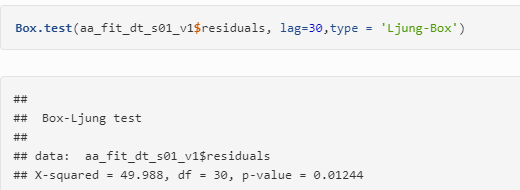 Box.test(aa_fit_dt_s01_v1$residuals, lag=30,type = 'Ljung-Box')
##
##  Box-Ljung test
##
## data:  aa_fit_dt_s01_v1$residuals
## X-squared = 49.988, df = 30, p-value = 0.01244